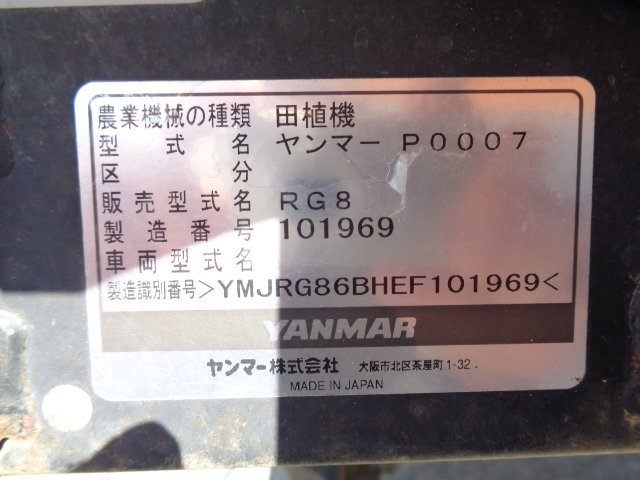 農業機械の種類 田植機
型式名 ヤンマー P0007
区分
販売型式名 RG8
製造番号 101969
車両型式名
製造識別番号>YMJRG86BHEF101969<
YANMAR
ヤンマー株式会社 大阪市北区茶屋町1-32.
MADE IN JAPAN